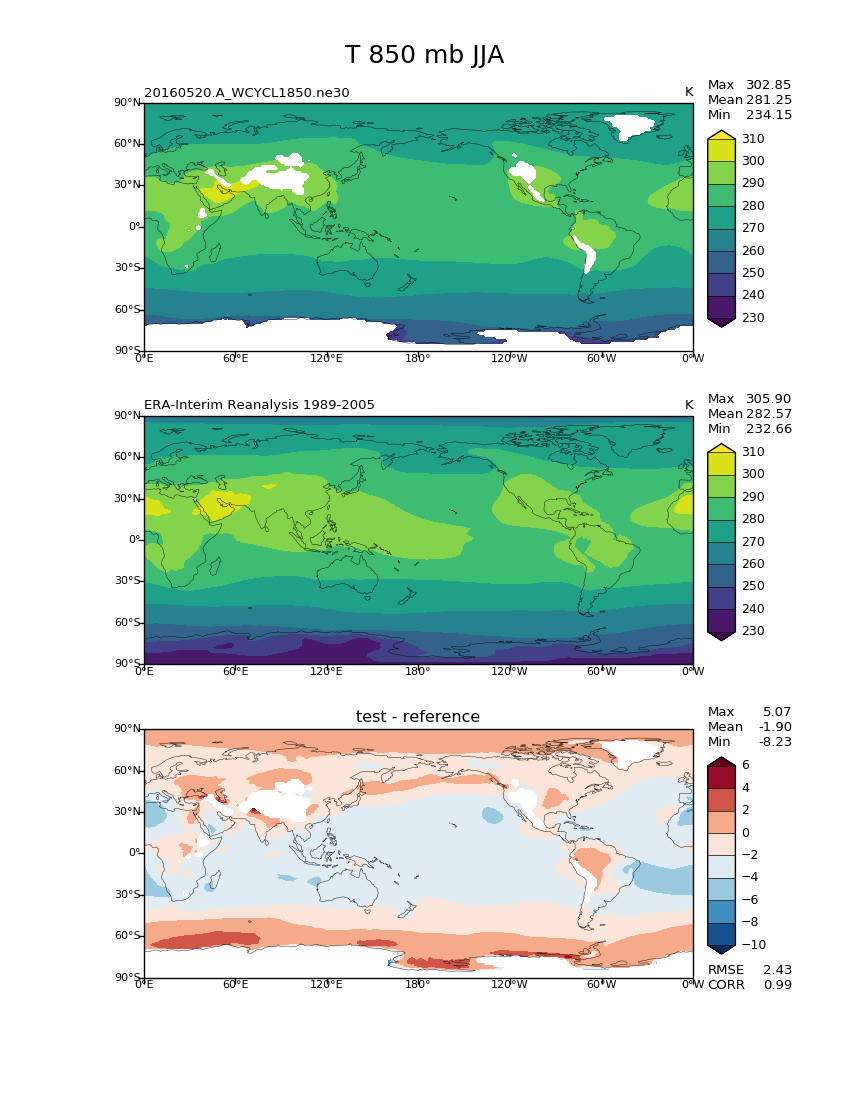 T 850 mb JJA
20160520.A_WCYCL1850.ne30
K
Max 302.85
Mean 281.25
Min 234.15
90°N
60°N
30°N
0°
30°S
60°S
90°S
0°E 60°E 120°E 180° 120°W 60°W 0°W
310
300
290
280
270
260
250
240
230
ERA-Interim Reanalysis 1989-2005
K
Max 305.90
Mean 282.57
Min 232.66
90°N
60°N
30°N
0°
30°S
60°S
90°S
0°E 60°E 120°E 180° 120°W 60°W 0°W
310
300
290
280
270
260
250
240
230
test - reference
Max 5.07
Mean -1.90
Min -8.23
90°N
60°N
30°N
0°
30°S
60°S
90°S
0°E 60°E 120°E 180° 120°W 60°W 0°W
6
4
2
0
−2
−4
−6
−8
−10
RMSE 2.43
CORR 0.99